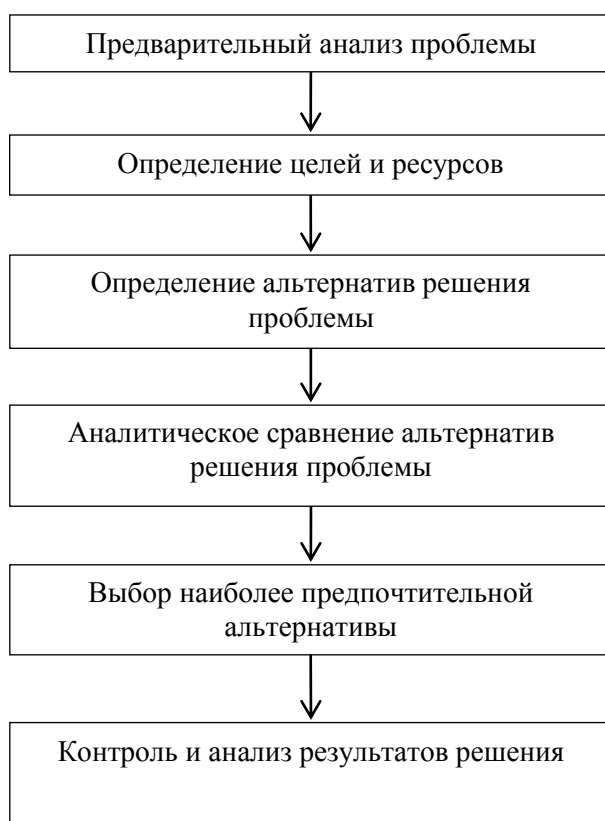 Предварительный анализ проблемы
Определение целей и ресурсов
Определение альтернатив решения
проблемы
Аналитическое сравнение альтернатив
решения проблемы
Выбор наиболее предпочтительной
альтернативы
Контроль и анализ результатов решения